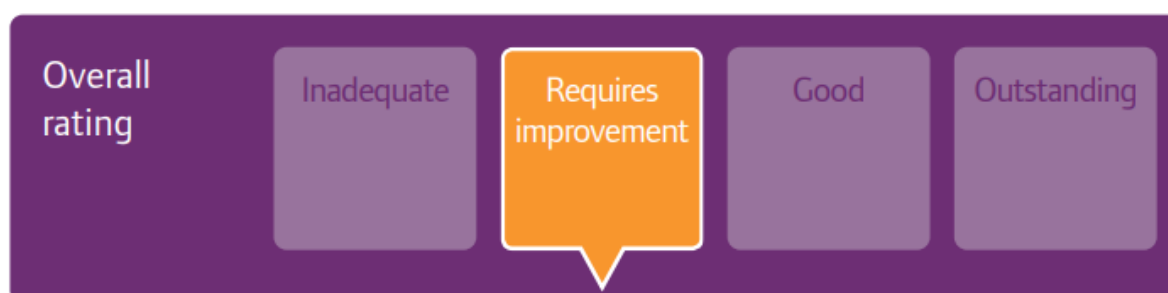 Overall
rating
Inadequate
Requires
improvement
Good
Outstanding